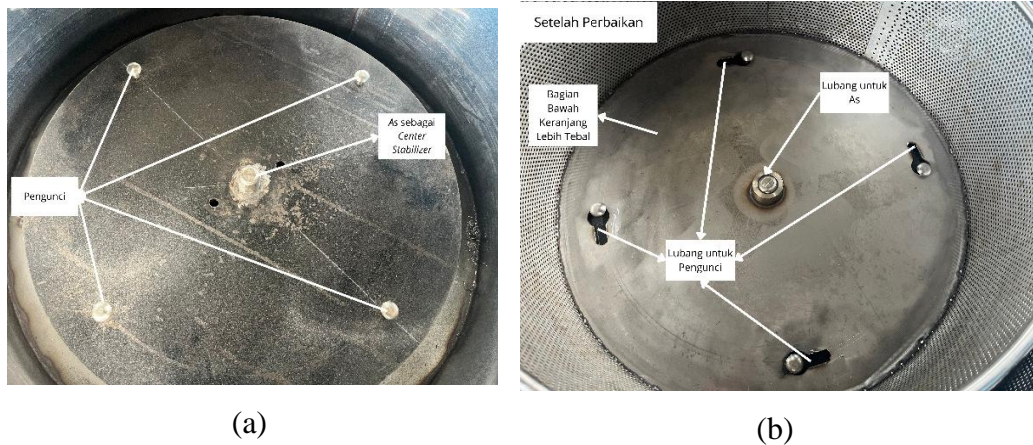 Pengunci
As sebagai
Center
Stabilizer
(a)
Setelah Perbaikan
Bagian
Bawah
Keranjang
Lebih Tebal
Lubang untuk
As
Lubang untuk
Pengunci
(b)